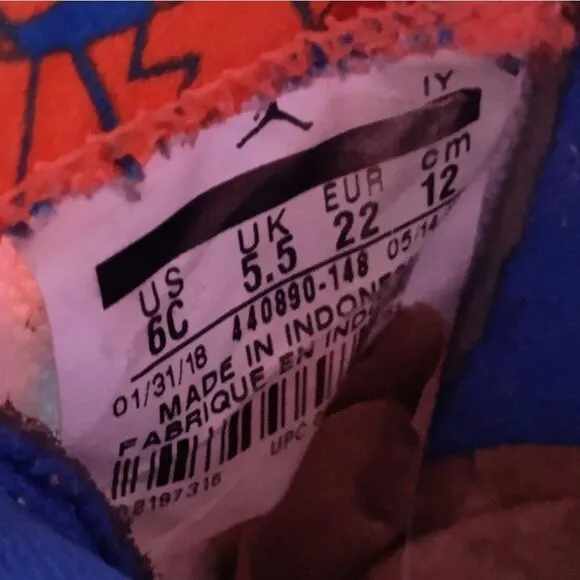 IY
US UK EUR cm
6C 5.5 22 12
440890-148
01/31/18 05/14
MADE IN
FABRIQUE EN
UPC
8197316